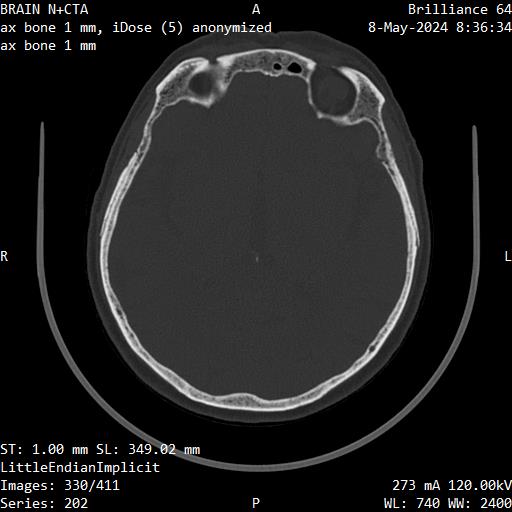 BRAIN N+CTA
A
Brilliance 64
ax bone 1 mm, iDose (5) anonymized
8-May-2024 8:36:34
ax bone 1 mm
R
L
ST: 1.00 mm SL: 349.02 mm
LittleEndianImplicit
Images: 330/411
273 mA 120.00kV
Series: 202
P
WL: 740 WW: 2400